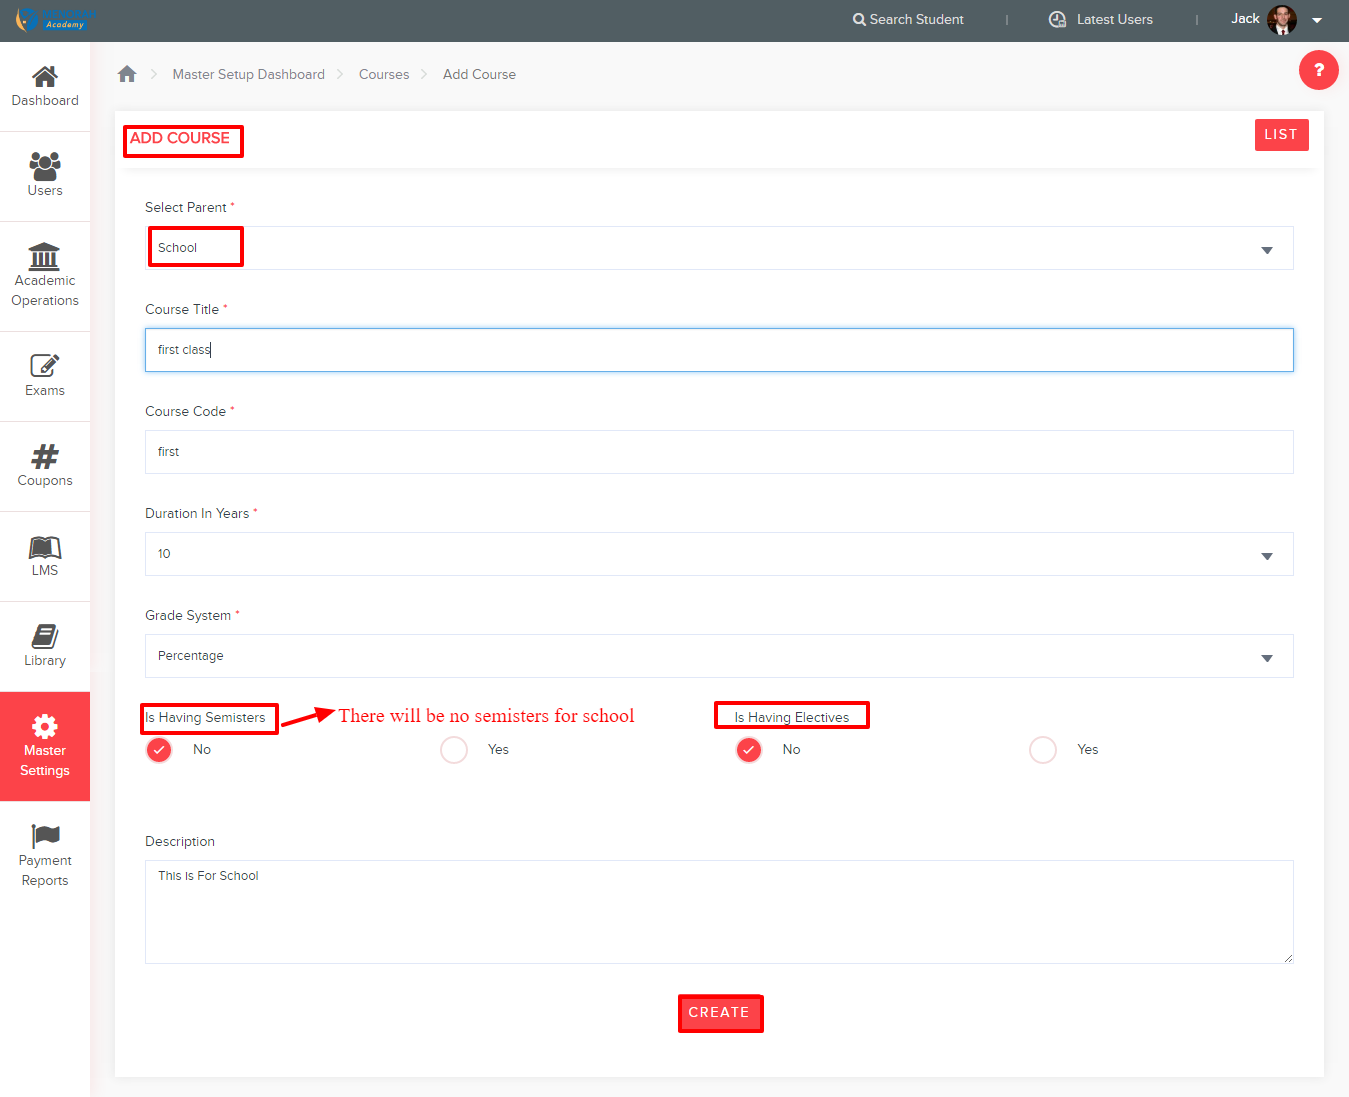 Academy
Search Student
Latest Users
Jack
Dashboard
Users
Academic
Operations
Exams
Coupons
LMS
Library
Master
Settings
Payment
Reports
Master Setup Dashboard
Courses
Add Course
?
ADD COURSE
LIST
Select Parent *
School
Course Title *
first class
Course Code *
first
Duration In Years *
10
Grade System *
Percentage
Is Having Semisters
There will be no semisters for school
Is Having Electives
No
Yes
No
Yes
Description
This is For School
CREATE